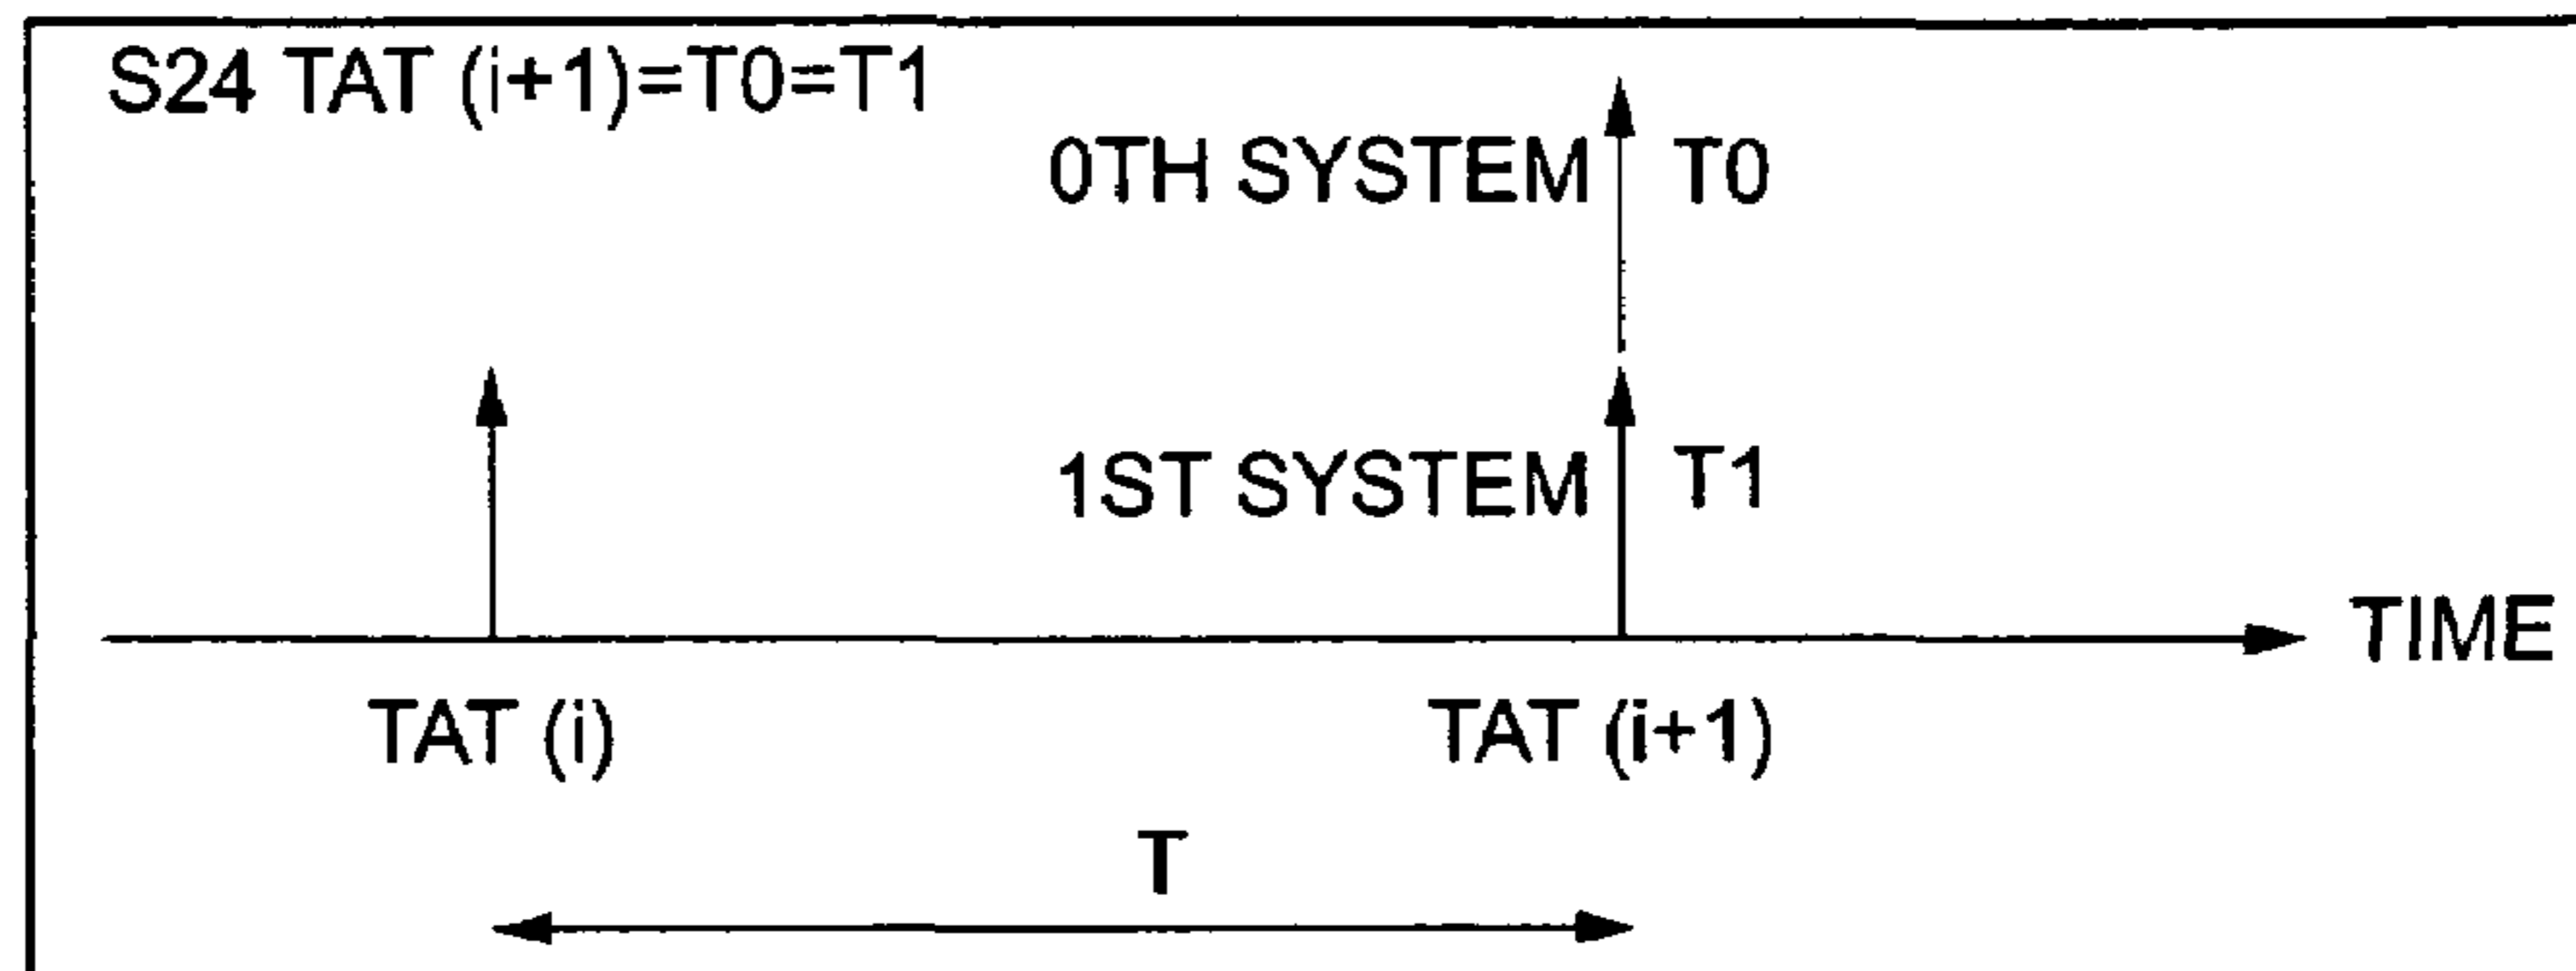 S24 TAT (i+1)=T0=T1
0TH SYSTEM T0
1ST SYSTEM T1
TIME
TAT (i) TAT (i+1)
T